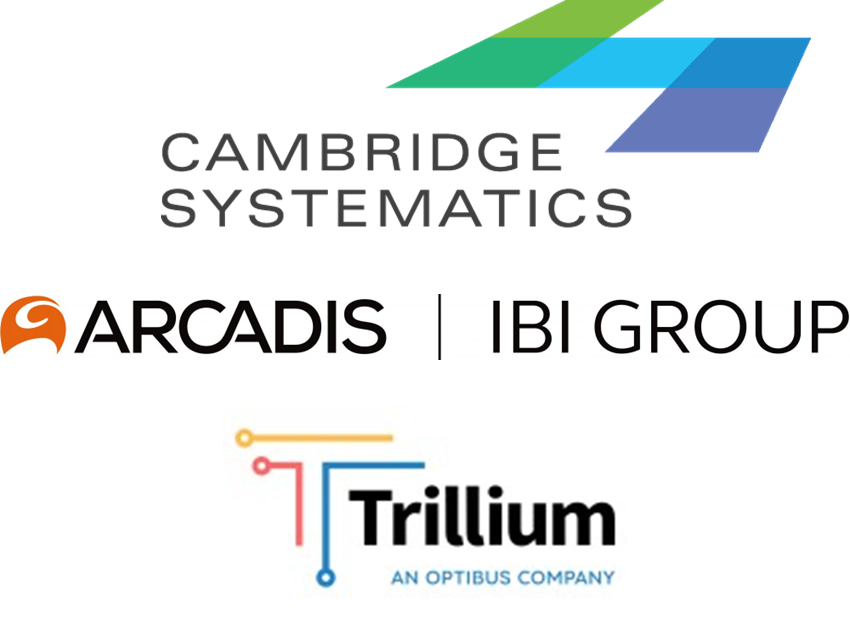 CAMBRIDGE
SYSTEMATICS
ARCADIS | IBI GROUP
Trillium
AN OPTIBUS COMPANY